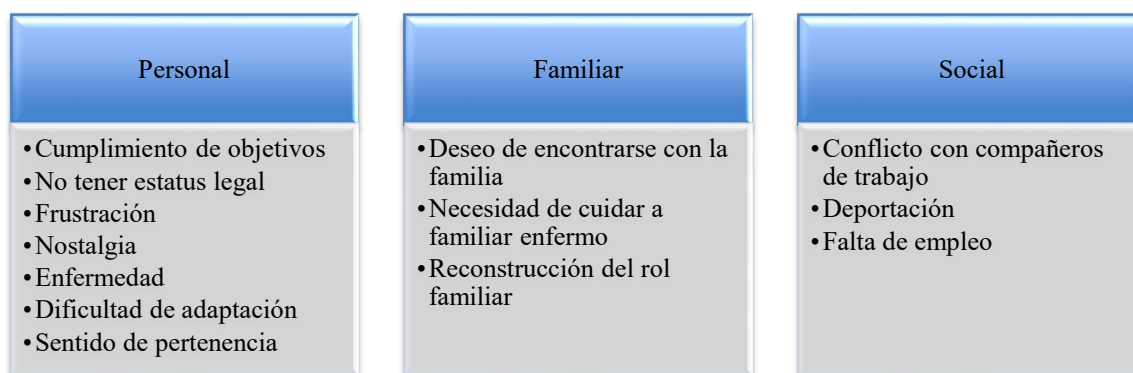 Personal
•Cumplimiento de objetivos
•No tener estatus legal
•Frustración
•Nostalgia
•Enfermedad
•Dificultad de adaptación
•Sentido de pertenencia
Familiar
•Deseo de encontrarse con la
familia
•Necesidad de cuidar a
familiar enfermo
•Reconstrucción del rol
familiar
Social
•Conflicto con compañeros
de trabajo
•Deportación
•Falta de empleo